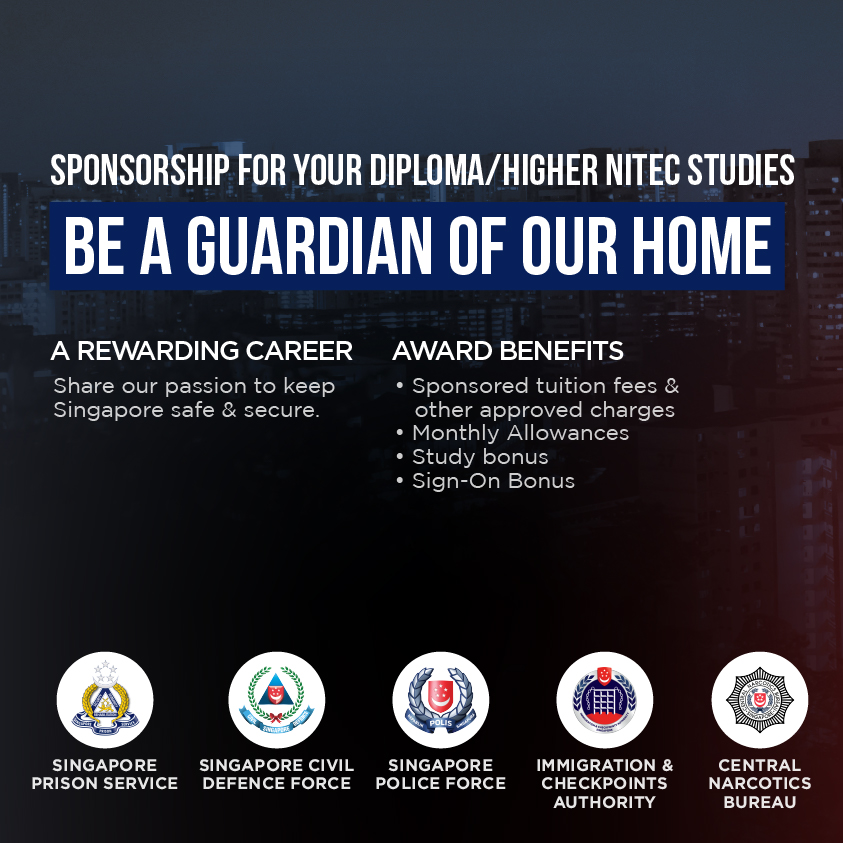 SPONSORSHIP FOR YOUR DIPLOMA/HIGHER NITEC STUDIES
BE A GUARDIAN OF OUR HOME
A REWARDING CAREER
Share our passion to keep
Singapore safe & secure.
AWARD BENEFITS
• Sponsored tuition fees &
other approved charges
• Monthly Allowances
• Study bonus
• Sign-On Bonus
POLIS
SINGAPORE
PRISON SERVICE
SINGAPORE CIVIL
DEFENCE FORCE
SINGAPORE
POLICE FORCE
IMMIGRATION &
CHECKPOINTS
AUTHORITY
CENTRAL
NARCOTICS
BUREAU